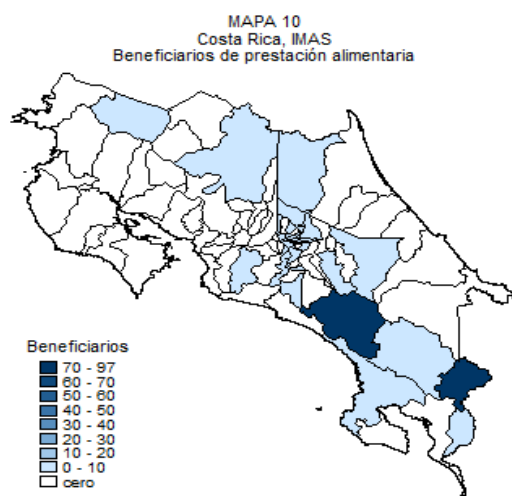 MAPA 10
Costa Rica, IMAS
Beneficiarios de prestación alimentaria
Beneficiarios
70 - 97
60 - 70
50 - 60
40 - 50
30 - 40
20 - 30
10 - 20
0 - 10
cero